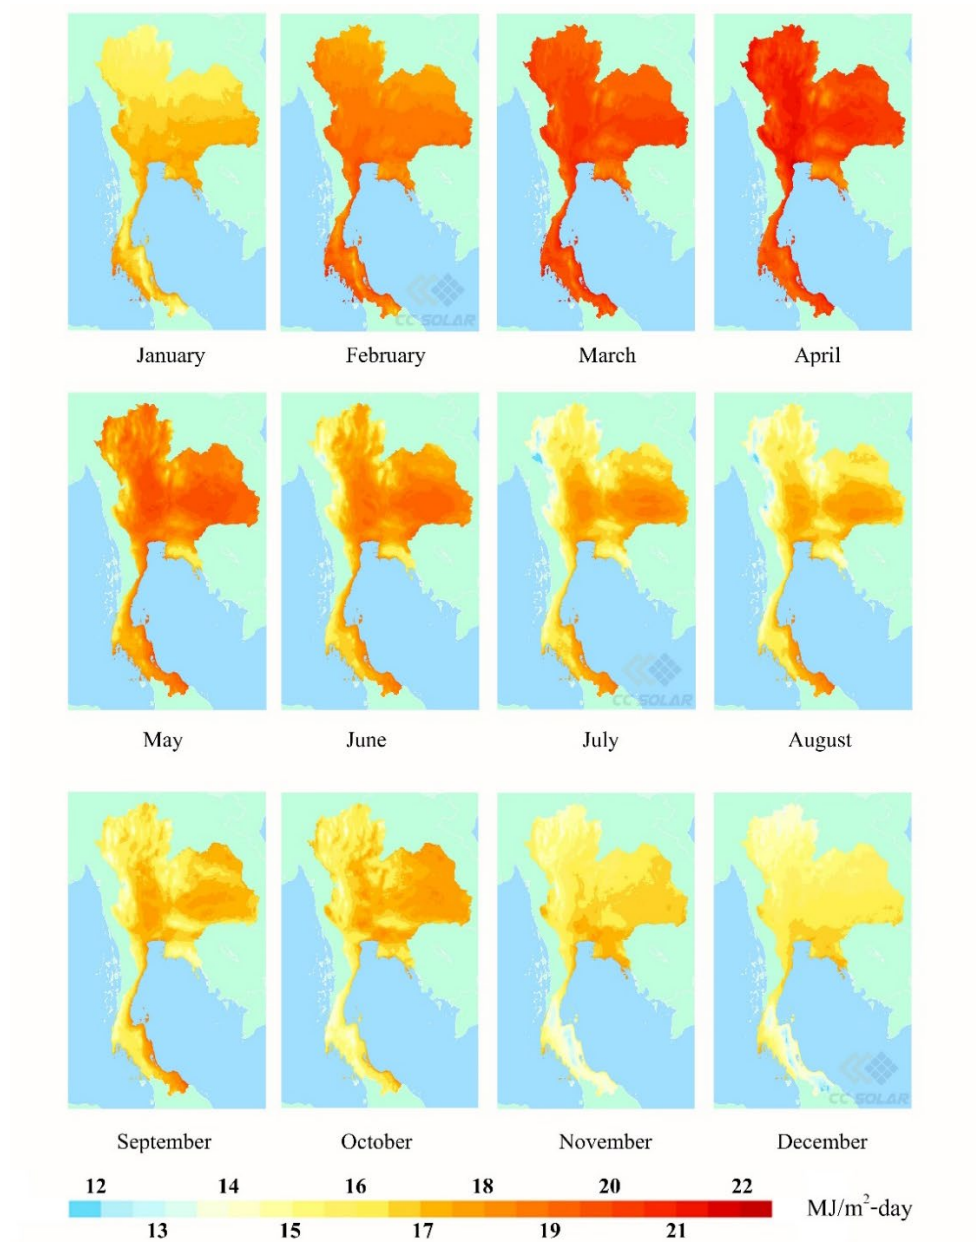 CC SOLAR
January February March April
CC SOLAR
May June July August
CC SOLAR
September October November December
12 14 16 18 20 22
MJ/m²-day
13 15 17 19 21